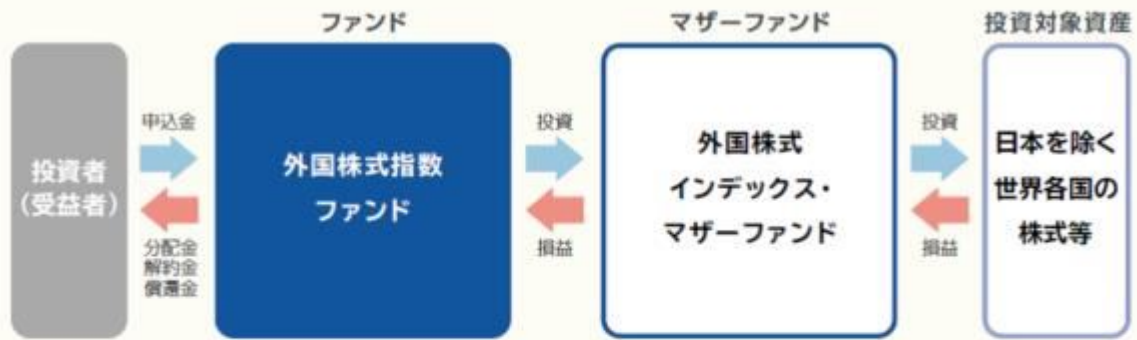 ファンド
マザーファンド
投資対象資産
投資者
（受益者）
申込金
分配金
解約金
償還金
外国株式指数
ファンド
投資
損益
外国株式
インデックス・
マザーファンド
投資
損益
日本を除く
世界各国の
株式等